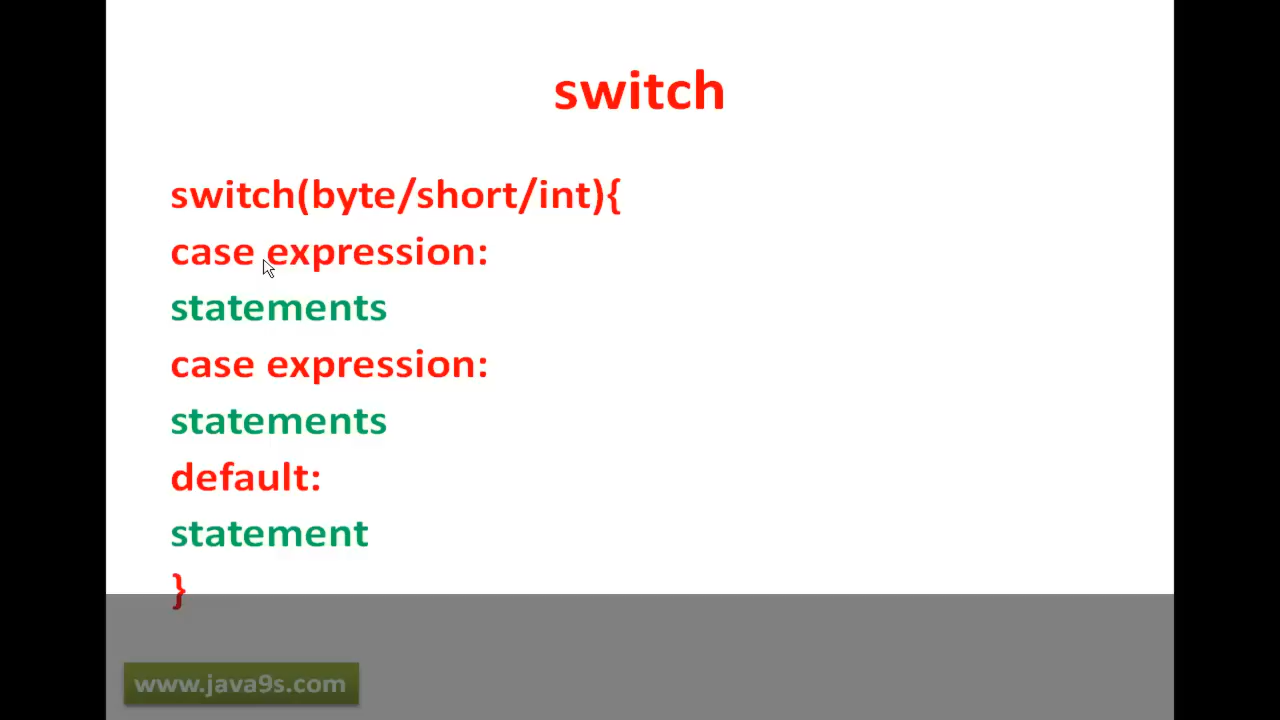 switch
switch(byte/short/int){
case expression:
statements
case expression:
statements
default:
statement
}
www.java9s.com